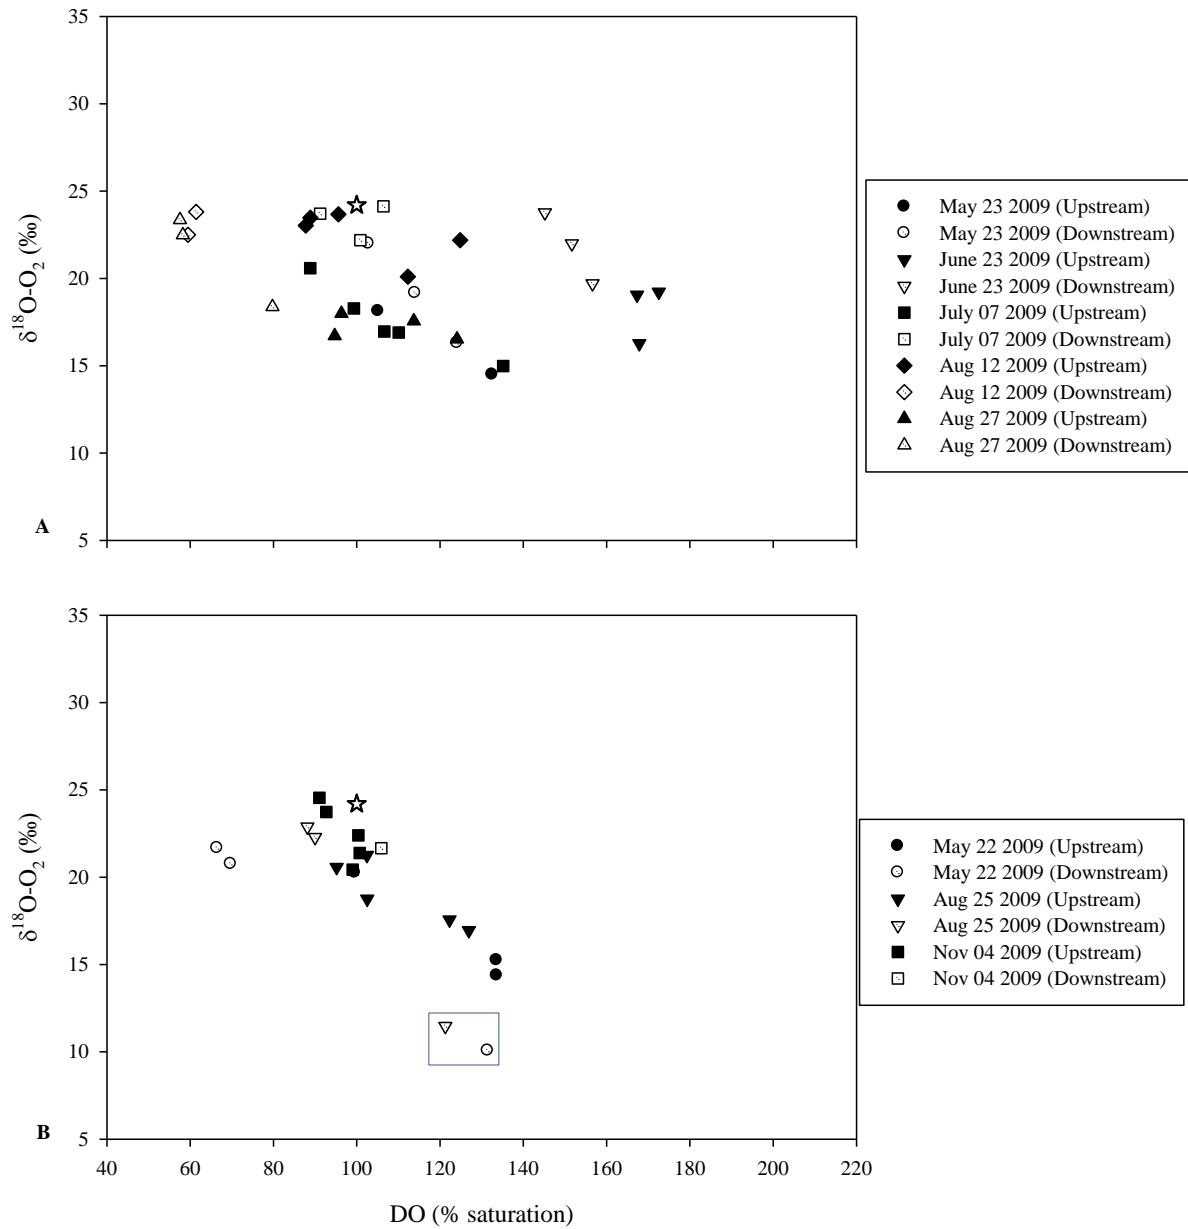 35
30
25
20
15
10
5
δ¹⁸O-O₂ (‰)
A
May 23 2009 (Upstream)
May 23 2009 (Downstream)
June 23 2009 (Upstream)
June 23 2009 (Downstream)
July 07 2009 (Upstream)
July 07 2009 (Downstream)
Aug 12 2009 (Upstream)
Aug 12 2009 (Downstream)
Aug 27 2009 (Upstream)
Aug 27 2009 (Downstream)
35
30
25
20
15
10
5
δ¹⁸O-O₂ (‰)
B
May 22 2009 (Upstream)
May 22 2009 (Downstream)
Aug 25 2009 (Upstream)
Aug 25 2009 (Downstream)
Nov 04 2009 (Upstream)
Nov 04 2009 (Downstream)
40 60 80 100 120 140 160 180 200 220
DO (% saturation)